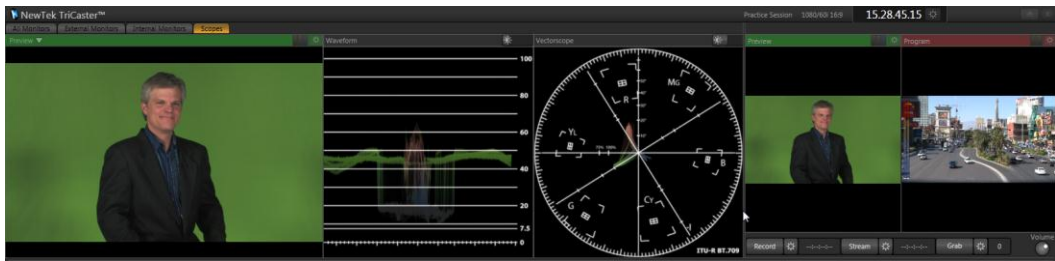 NewTek TriCaster™
Practice Session 1080/60i 16:9 15.28.45.15
All Monitors External Monitors Internal Monitors Scopes
Preview Waveform Vectorscope Preview Program
100
80
60
40
20
7.5
0
R MG
YL 75% 100% B
G CY
ITU-R BT.709
Volume
Record --:--:-- Stream --:--:-- Grab 0